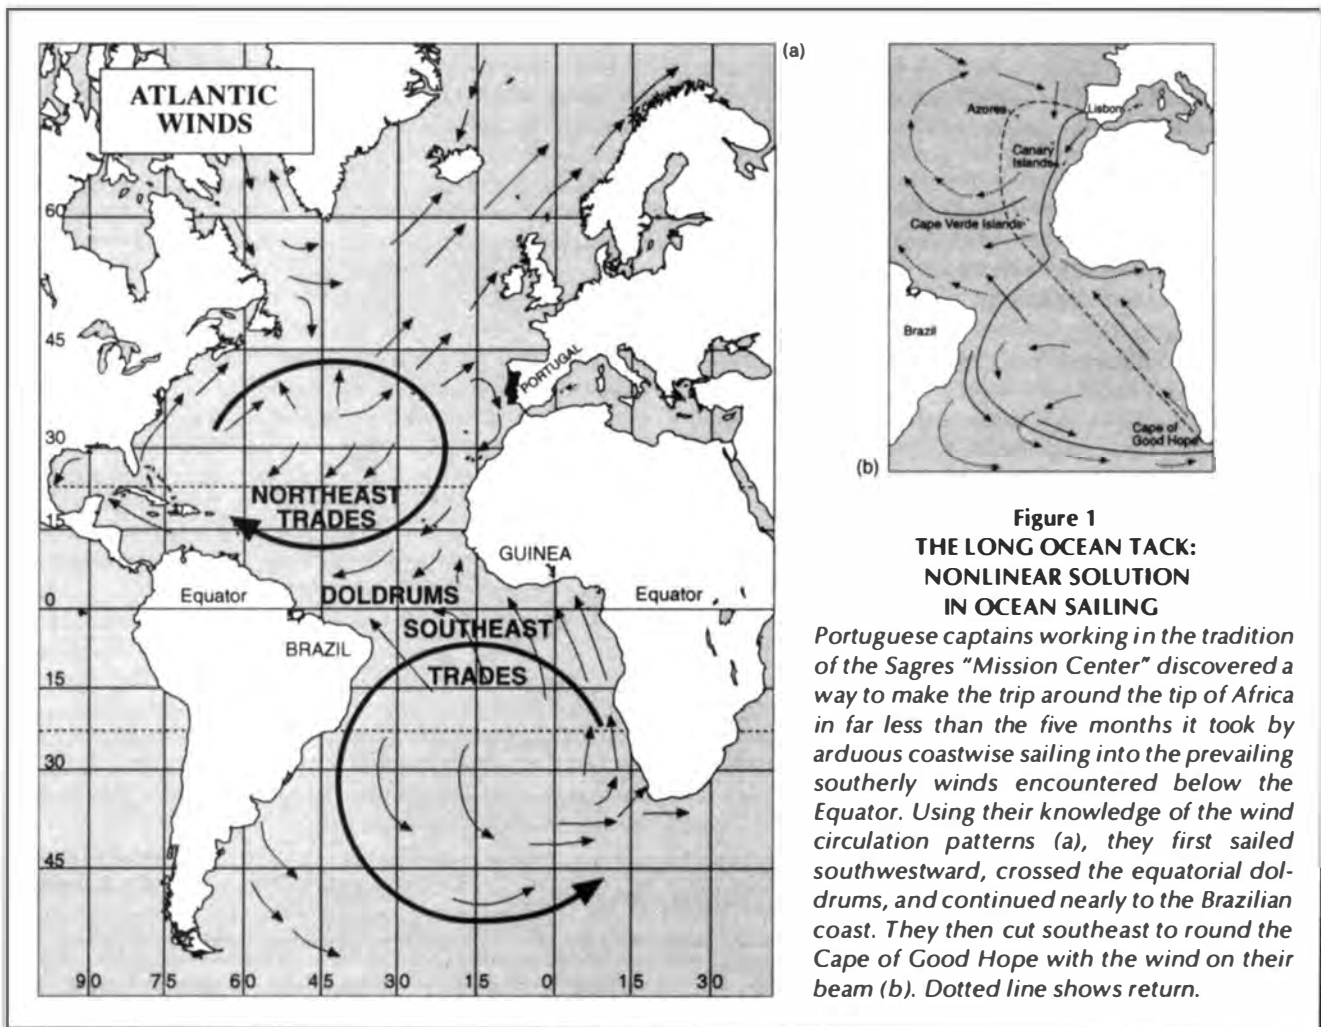 (a)
ATLANTIC
WINDS
60
45
PORTUGAL
30
NORTHEAST
TRADES
15
GUINEA
Equator
Equator
0
DOLDRUMS
SOUTHEAST
BRAZIL
TRADES
15
30
45
90 75 60 45 30 15 0 15 30
Azores
Lisbon
Canary
Islands
Cape Verde Islands
Brazil
Cape of
Good Hope
(b)
Figure 1
THE LONG OCEAN TACK:
NONLINEAR SOLUTION
IN OCEAN SAILING
Portuguese captains working in the tradition
of the Sagres "Mission Center" discovered a
way to make the trip around the tip of Africa
in far less than the five months it took by
arduous coastwise sailing into the prevailing
southerly winds encountered below the
Equator. Using their knowledge of the wind
circulation patterns (a), they first sailed
southwestward, crossed the equatorial dol-
drums, and continued nearly to the Brazilian
coast. They then cut southeast to round the
Cape of Good Hope with the wind on their
beam (b). Dotted line shows return.